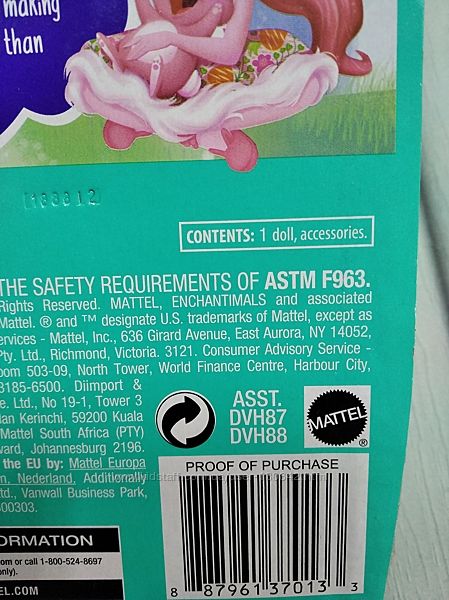 making
than
CONTENTS: 1 doll, accessories.
THE SAFETY REQUIREMENTS OF ASTM F963.
Rights Reserved. MATTEL, ENCHANTIMALS and associated
Mattel. ® and ™ designate U.S. trademarks of Mattel, except as
ervices - Mattel, Inc., 636 Girard Avenue, East Aurora, NY 14052,
Pty. Ltd., Richmond, Victoria. 3121. Consumer Advisory Service -
oom 503-09, North Tower, World Finance Centre, Harbour City,
3185-6500. Diimport &
e. Ltd., No 19-1, Tower 3
lan Kerinchi, 59200 Kuala
Mattel South Africa (PTY)
ward, Johannesburg 2196.
the EU by: Mattel Europa
n, Nederland. Additionally
td., Vanwall Business Park,
500303.
ASST.
DVH87
DVH88
MATTEL
®
PROOF OF PURCHASE
8 87961 37013 3
ORMATION
om or call 1-800-524-8697
only).
EL.COM